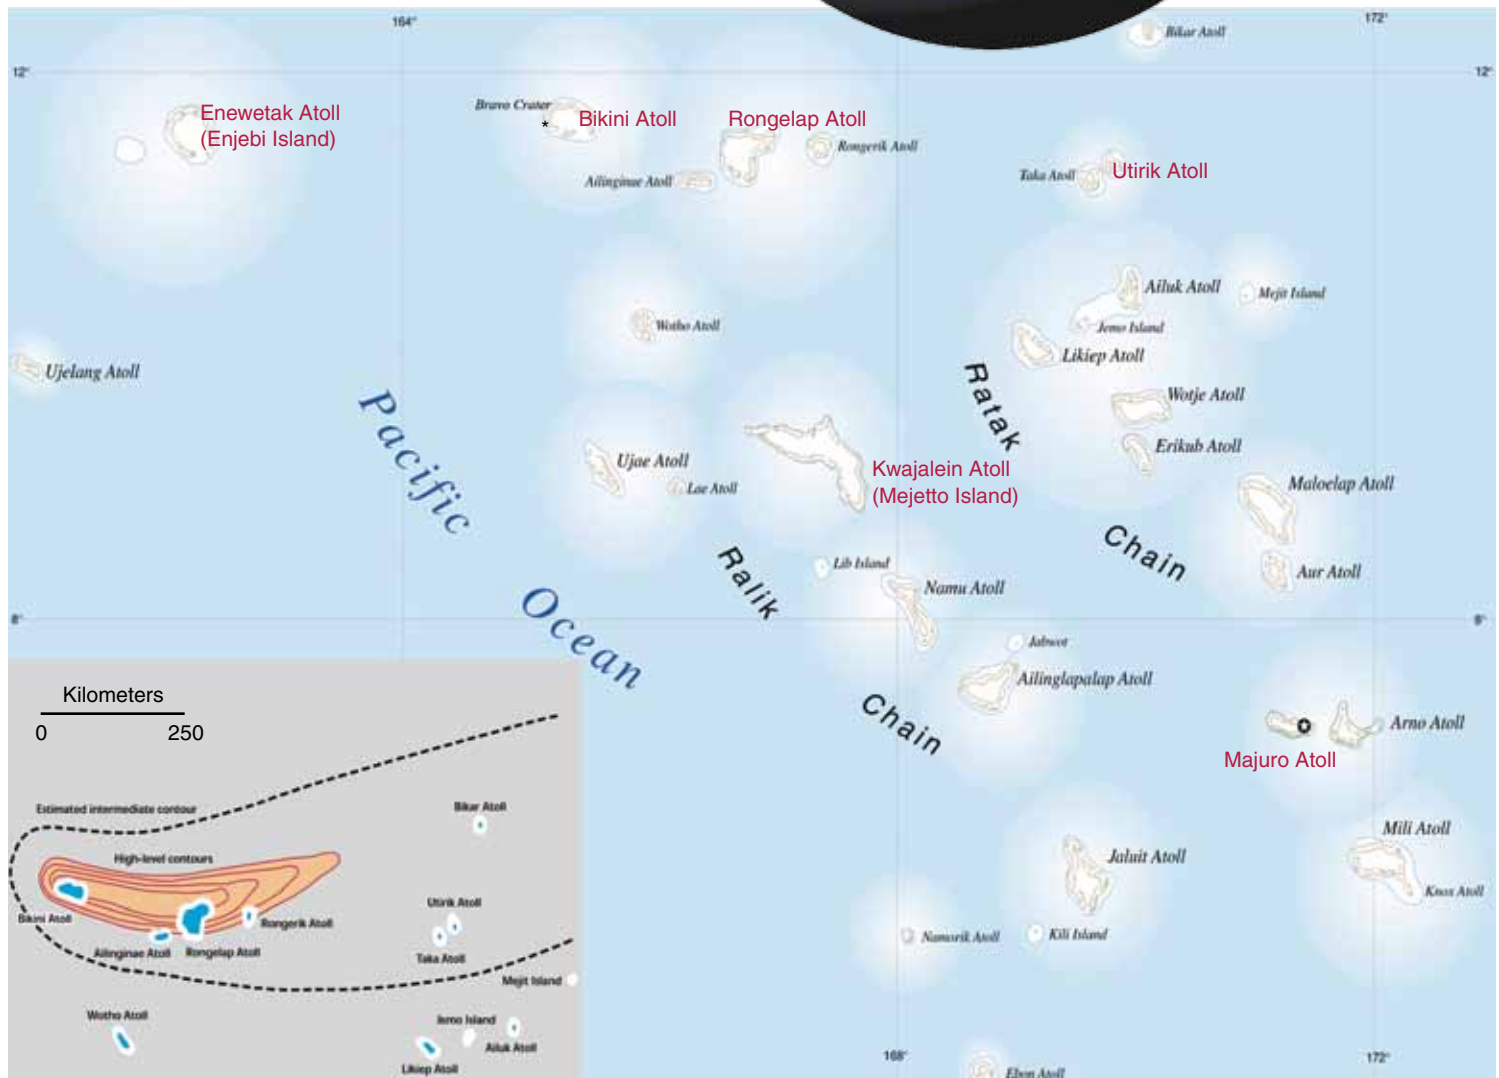 164°
172°
Bikar Atoll
12°
12°
Bravo Crater
*
Enewetak Atoll
(Enjebi Island)
Bikini Atoll
Rongelap Atoll
Rongerik Atoll
Ailinginae Atoll
Taka Atoll
Utirik Atoll
Ailuk Atoll
Mejit Island
Jemo Island
Likiep Atoll
Wotho Atoll
Ujelang Atoll
Wotje Atoll
Erikub Atoll
Ratak
Chain
Pacific
Ocean
Ujae Atoll
Lae Atoll
Kwajalein Atoll
(Mejetto Island)
Maloelap Atoll
Aur Atoll
Ralik
Chain
Lib Island
Namu Atoll
8°
8°
Jabwot
Ailinglapalap Atoll
Arno Atoll
Majuro Atoll
Mili Atoll
Knox Atoll
Jaluit Atoll
Namorik Atoll
Kili Island
168°
172°
Ebon Atoll
Kilometers
0
250
Estimated intermediate contour
High-level contours
Bikar Atoll
Bikini Atoll
Ailinginae Atoll
Rongelap Atoll
Rongerik Atoll
Utirik Atoll
Taka Atoll
Mejit Island
Wotho Atoll
Jemo Island
Ailuk Atoll
Likiep Atoll